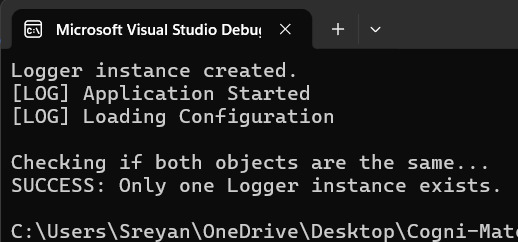 Microsoft Visual Studio Debug
Logger instance created.
[LOG] Application Started
[LOG] Loading Configuration
Checking if both objects are the same...
SUCCESS: Only one Logger instance exists.
C:\Users\Sreyan\OneDrive\Desktop\Cogni-Mat